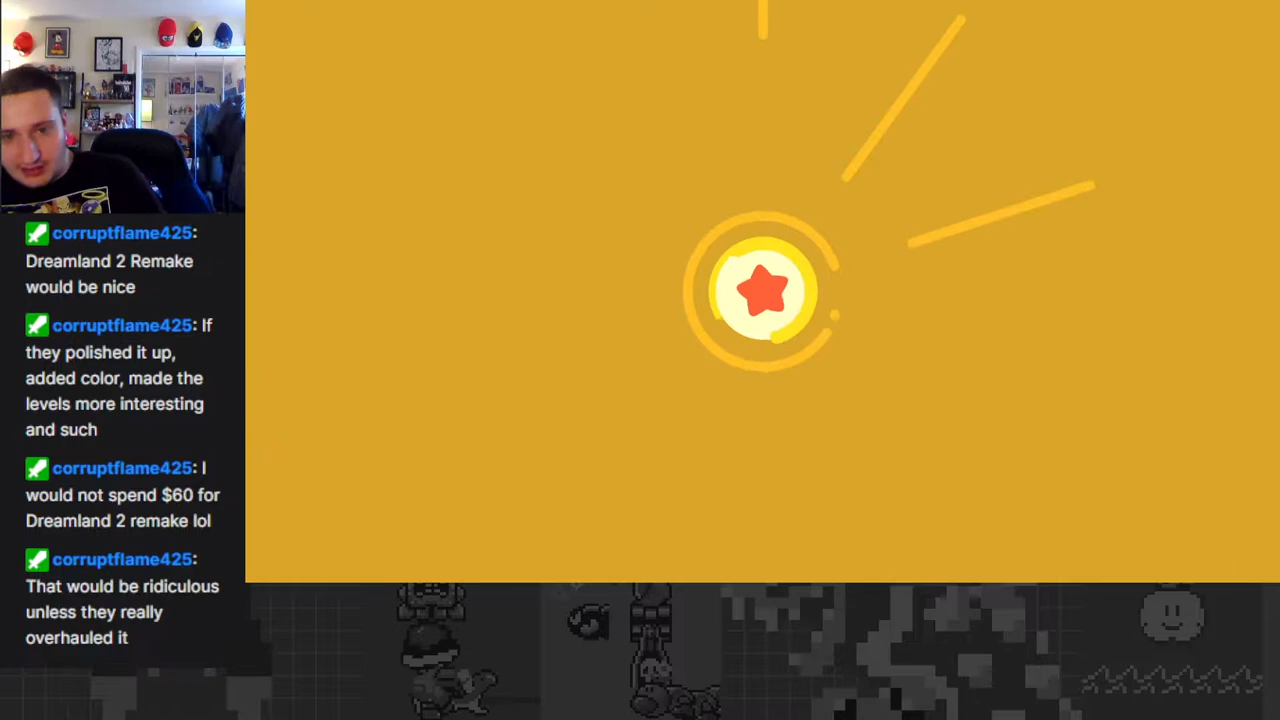 corruptflame425:
Dreamland 2 Remake
would be nice
corruptflame425: If
they polished it up,
added color, made the
levels more interesting
and such
corruptflame425: I
would not spend $60 for
Dreamland 2 remake lol
corruptflame425:
That would be ridiculous
unless they really
overhauled it